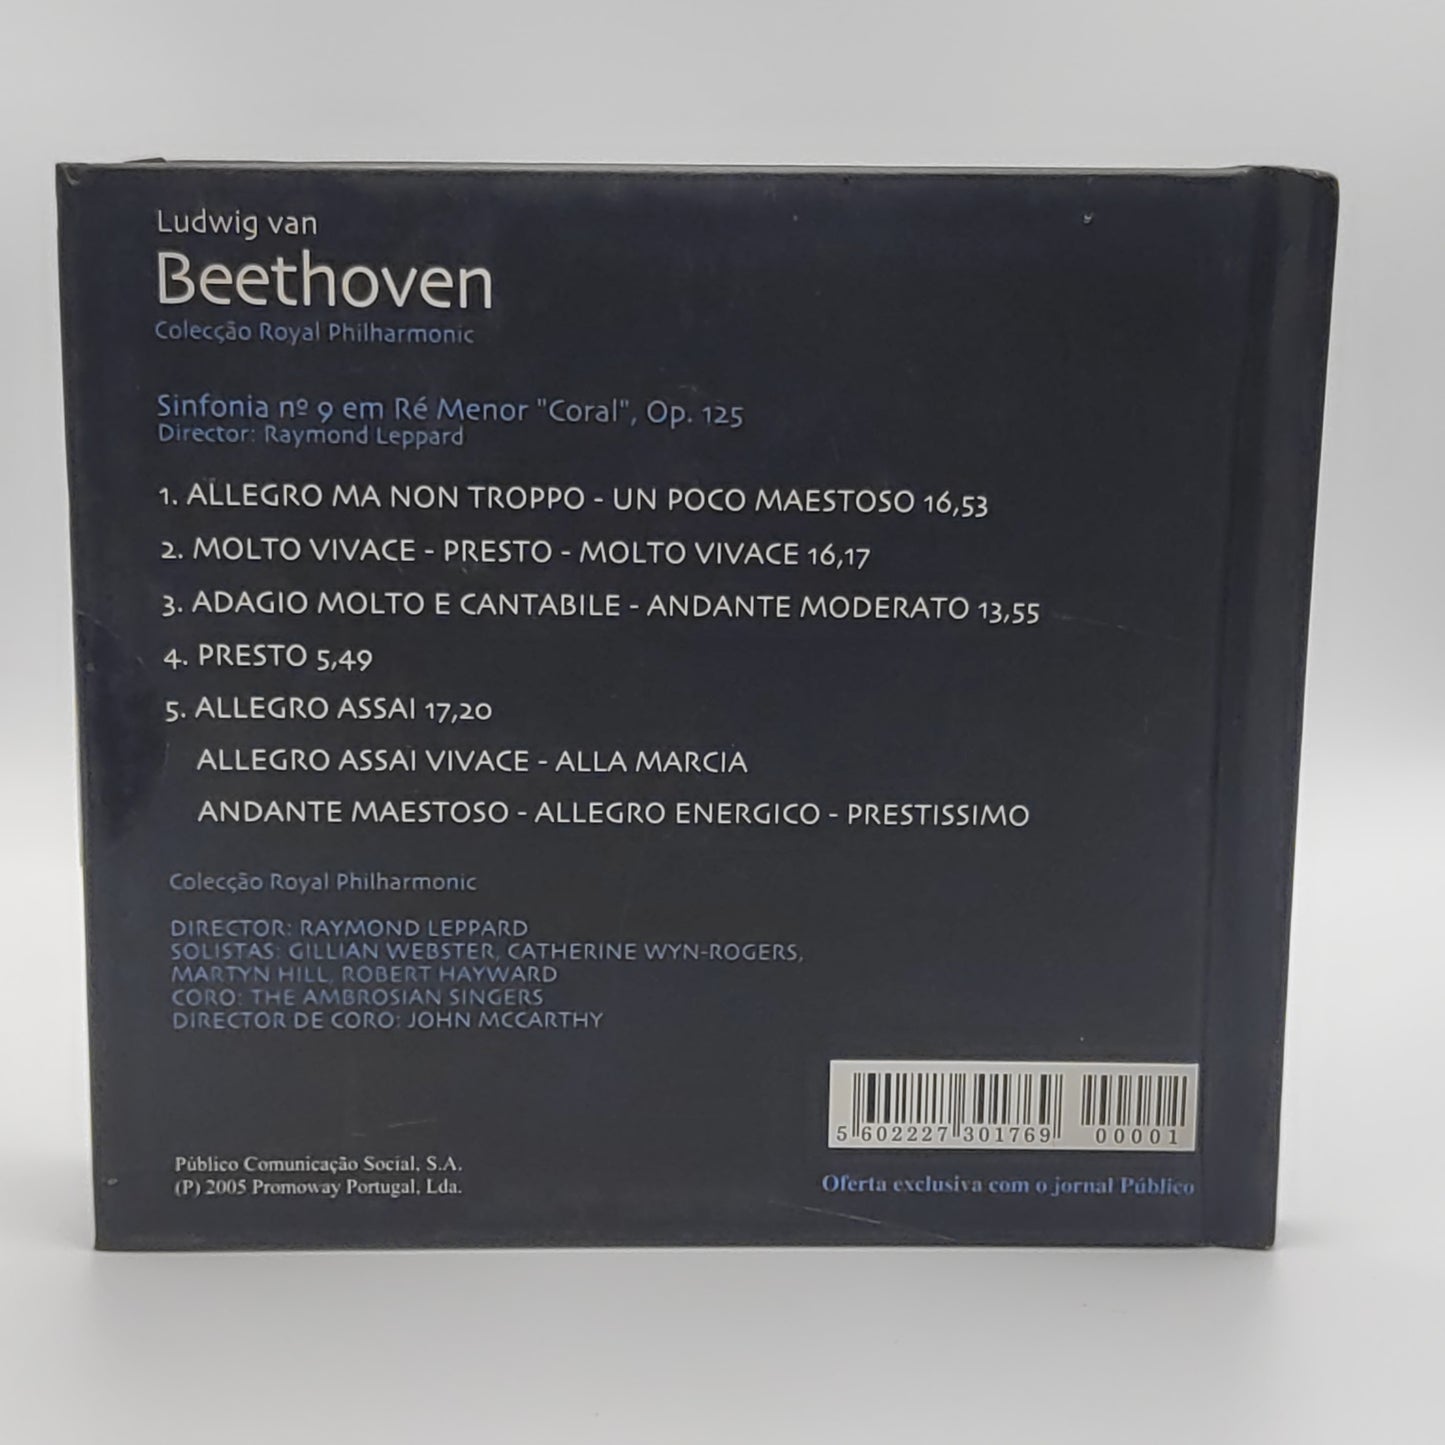 Ludwig van
Beethoven
Colecção Royal Philharmonic
Sinfonia nº 9 em Ré Menor "Coral", Op. 125
Director: Raymond Leppard
1. ALLEGRO MA NON TROPPO - UN POCO MAESTOSO 16,53
2. MOLTO VIVACE - PRESTO - MOLTO VIVACE 16,17
3. ADAGIO MOLTO E CANTABILE - ANDANTE MODERATO 13,55
4. PRESTO 5,49
5. ALLEGRO ASSAI 17,20
ALLEGRO ASSAI VIVACE - ALLA MARCIA
ANDANTE MAESTOSO - ALLEGRO ENERGICO - PRESTISSIMO
Colecção Royal Philharmonic
DIRECTOR: RAYMOND LEPPARD
SOLISTAS: GILLIAN WEBSTER, CATHERINE WYN-ROGERS,
MARTYN HILL, ROBERT HAYWARD
CORO: THE AMBROSIAN SINGERS
DIRECTOR DE CORO: JOHN MCCARTHY
5 602227 301769 00001
Público Comunicação Social, S.A.
(P) 2005 Promoway Portugal, Lda.
Oferta exclusiva com o jornal Público